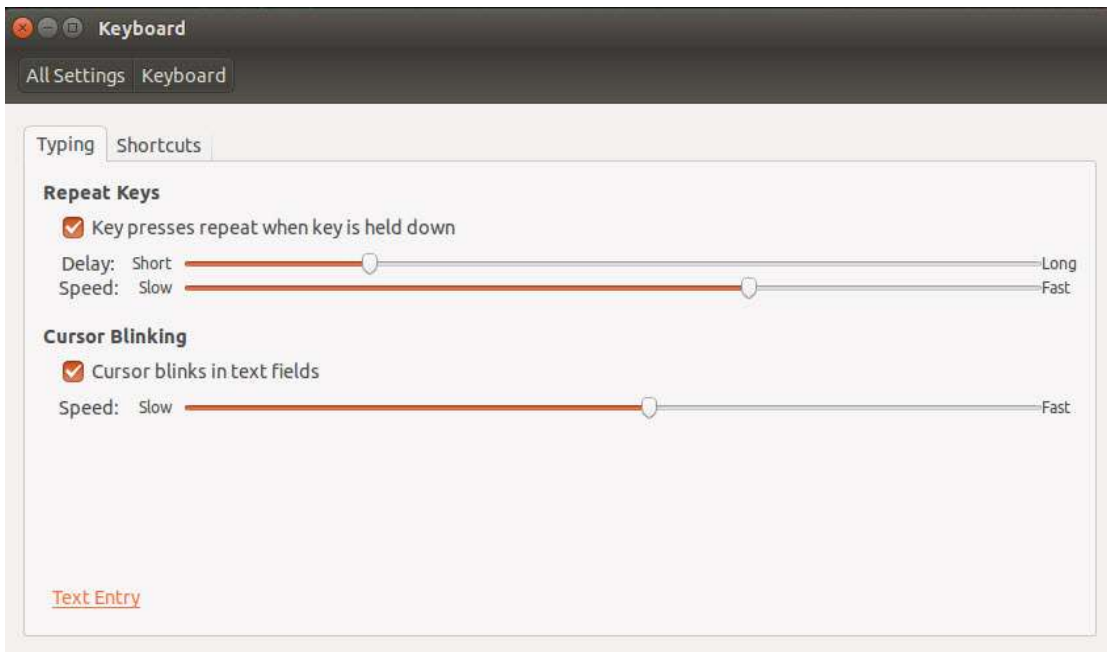 Keyboard
All Settings Keyboard
Typing Shortcuts
Repeat Keys
Key presses repeat when key is held down
Delay: Short Long
Speed: Slow Fast
Cursor Blinking
Cursor blinks in text fields
Speed: Slow Fast
Text Entry